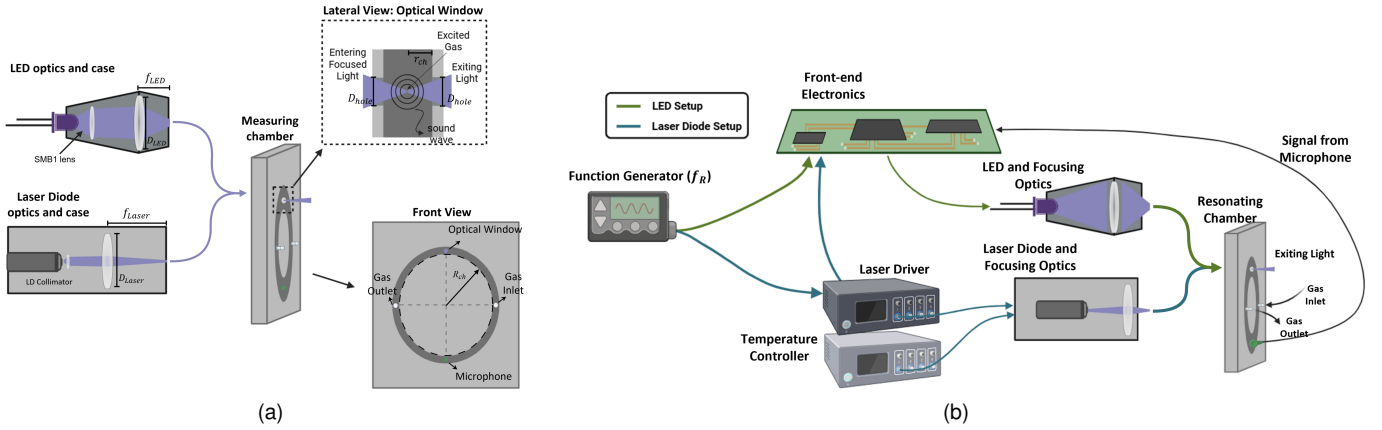 Lateral View: Optical Window
Excited
Gas
r_ch
Entering
Focused
Light
Exiting
Light
D_hole
D_hole
sound
wave
LED optics and case
f_LED
D_LED
SMB1 lens
Measuring
chamber
Laser Diode
optics and case
f_Laser
D_Laser
LD Collimator
Front View
Optical Window
R_ch
Gas
Outlet
Gas
Inlet
Microphone
(a)
LED Setup
Laser Diode Setup
Front-end
Electronics
Signal from
Microphone
Function Generator (f_R)
LED and Focusing
Optics
Resonating
Chamber
Laser Diode and
Focusing Optics
Exiting Light
Laser Driver
Gas
Inlet
Gas
Outlet
Temperature
Controller
(b)